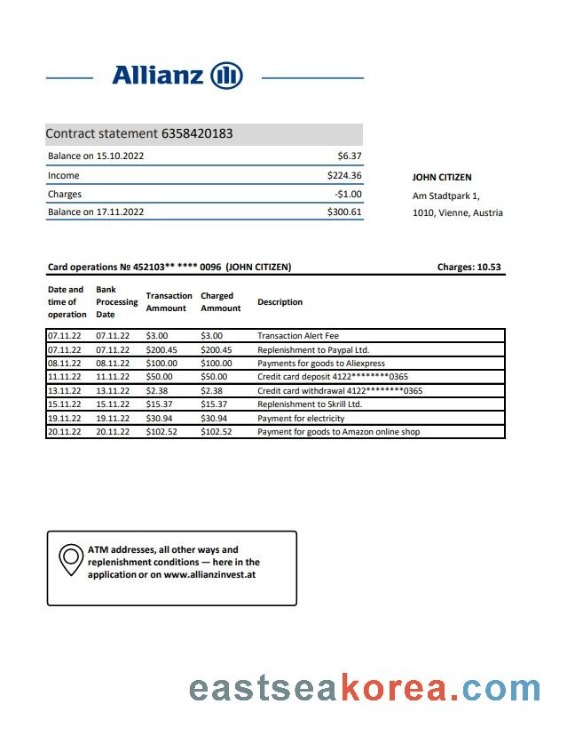 Allianz
Contract statement 6358420183
Balance on 15.10.2022 $6.37
Income $224.36
Charges -$1.00
Balance on 17.11.2022 $300.61
JOHN CITIZEN
Am Stadtpark 1,
1010, Vienne, Austria
Card operations № 452103** **** 0096 (JOHN CITIZEN) Charges: 10.53
Date and time of operation Bank Processing Date Transaction Amount Charged Amount Description
07.11.22 07.11.22 $3.00 $3.00 Transaction Alert Fee
07.11.22 07.11.22 $200.45 $200.45 Replenishment to Paypal Ltd.
08.11.22 08.11.22 $100.00 $100.00 Payments for goods to Aliexpress
11.11.22 11.11.22 $50.00 $50.00 Credit card deposit 4122********0365
13.11.22 13.11.22 $2.38 $2.38 Credit card withdrawal 4122********0365
15.11.22 15.11.22 $15.37 $15.37 Replenishment to Skrill Ltd.
19.11.22 19.11.22 $30.94 $30.94 Payment for electricity
20.11.22 20.11.22 $102.52 $102.52 Payment for goods to Amazon online shop
ATM addresses, all other ways and
replenishment conditions — here in the
application or on www.allianzinvest.at
eastseakorea.com